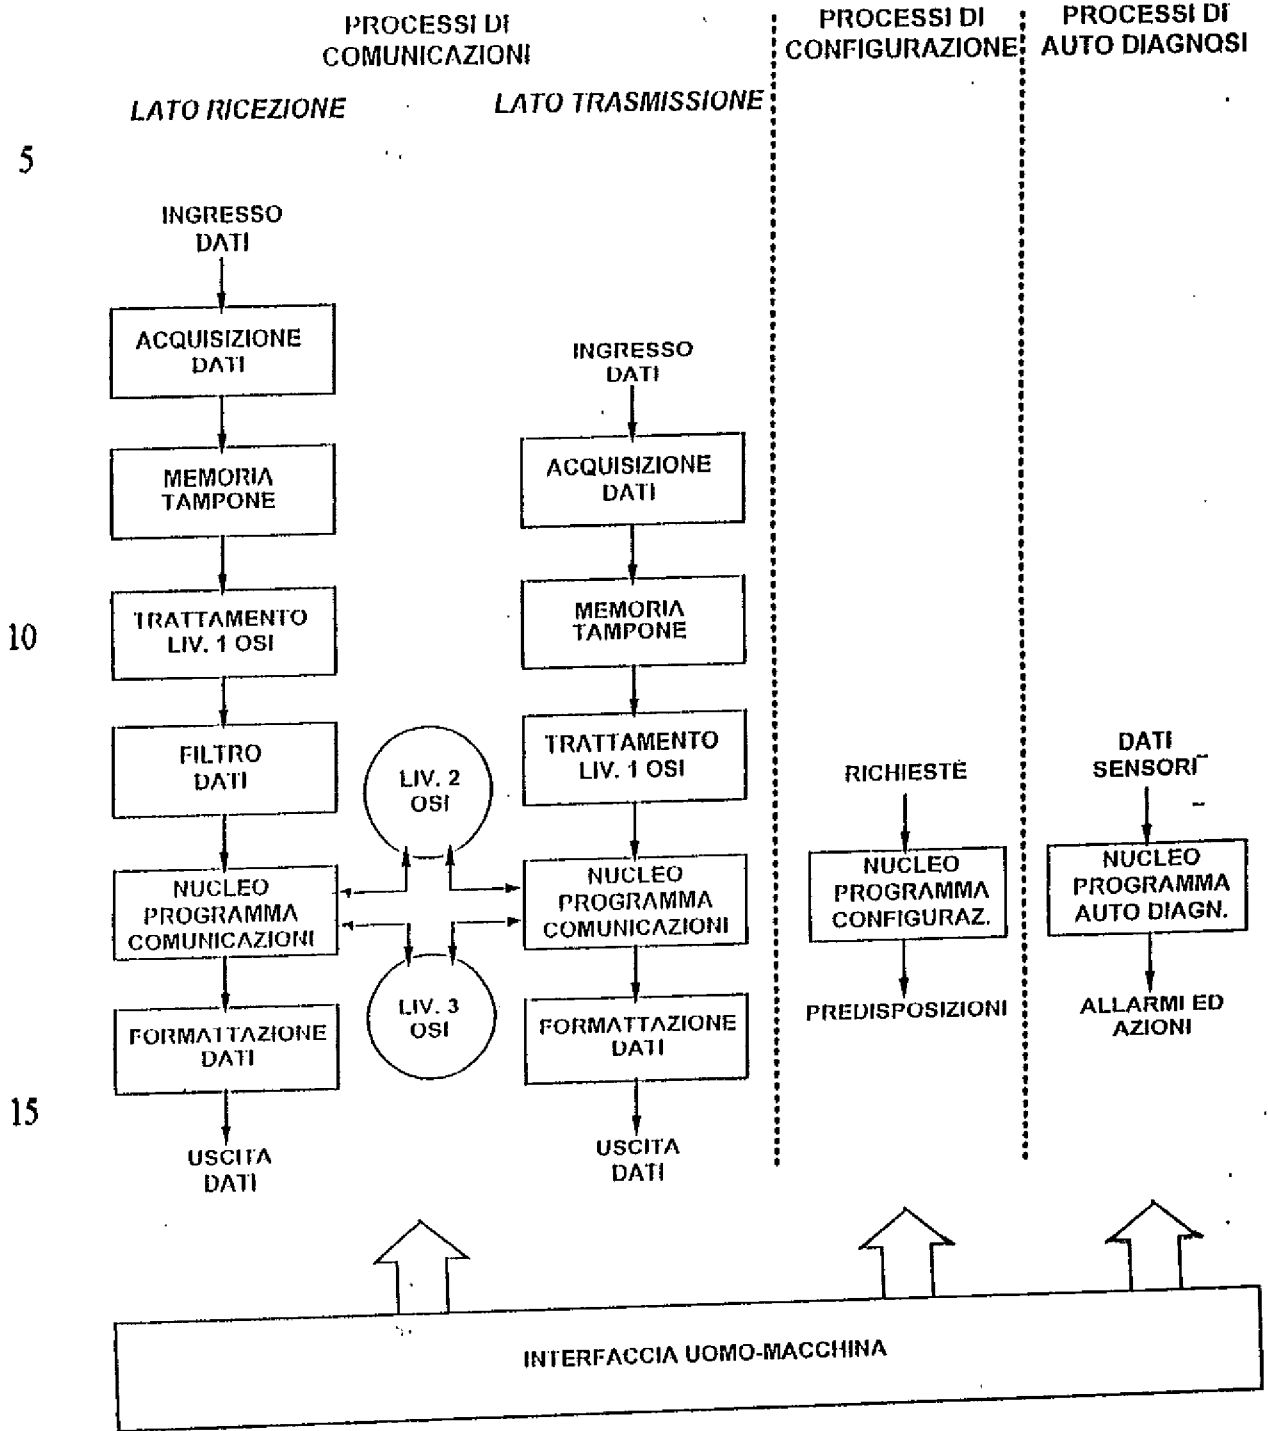 PROCESSI DI
COMUNICAZIONI
PROCESSI DI
CONFIGURAZIONE
PROCESSI DI
AUTO DIAGNOSI
LATO RICEZIONE
LATO TRASMISSIONE
5
INGRESSO
DATI
ACQUISIZIONE
DATI
MEMORIA
TAMPONE
10
TRATTAMENTO
LIV. 1 OSI
FILTRO
DATI
NUCLEO
PROGRAMMA
COMUNICAZIONI
FORMATTAZIONE
DATI
15
USCITA
DATI
LIV. 2
OSI
LIV. 3
OSI
INGRESSO
DATI
ACQUISIZIONE
DATI
MEMORIA
TAMPONE
TRATTAMENTO
LIV. 1 OSI
NUCLEO
PROGRAMMA
COMUNICAZIONI
FORMATTAZIONE
DATI
USCITA
DATI
RICHIESTE
NUCLEO
PROGRAMMA
CONFIGURAZ.
PREDISPOSIZIONI
DATI
SENSORI
NUCLEO
PROGRAMMA
AUTO DIAGN.
ALLARMI ED
AZIONI
INTERFACCIA UOMO-MACCHINA